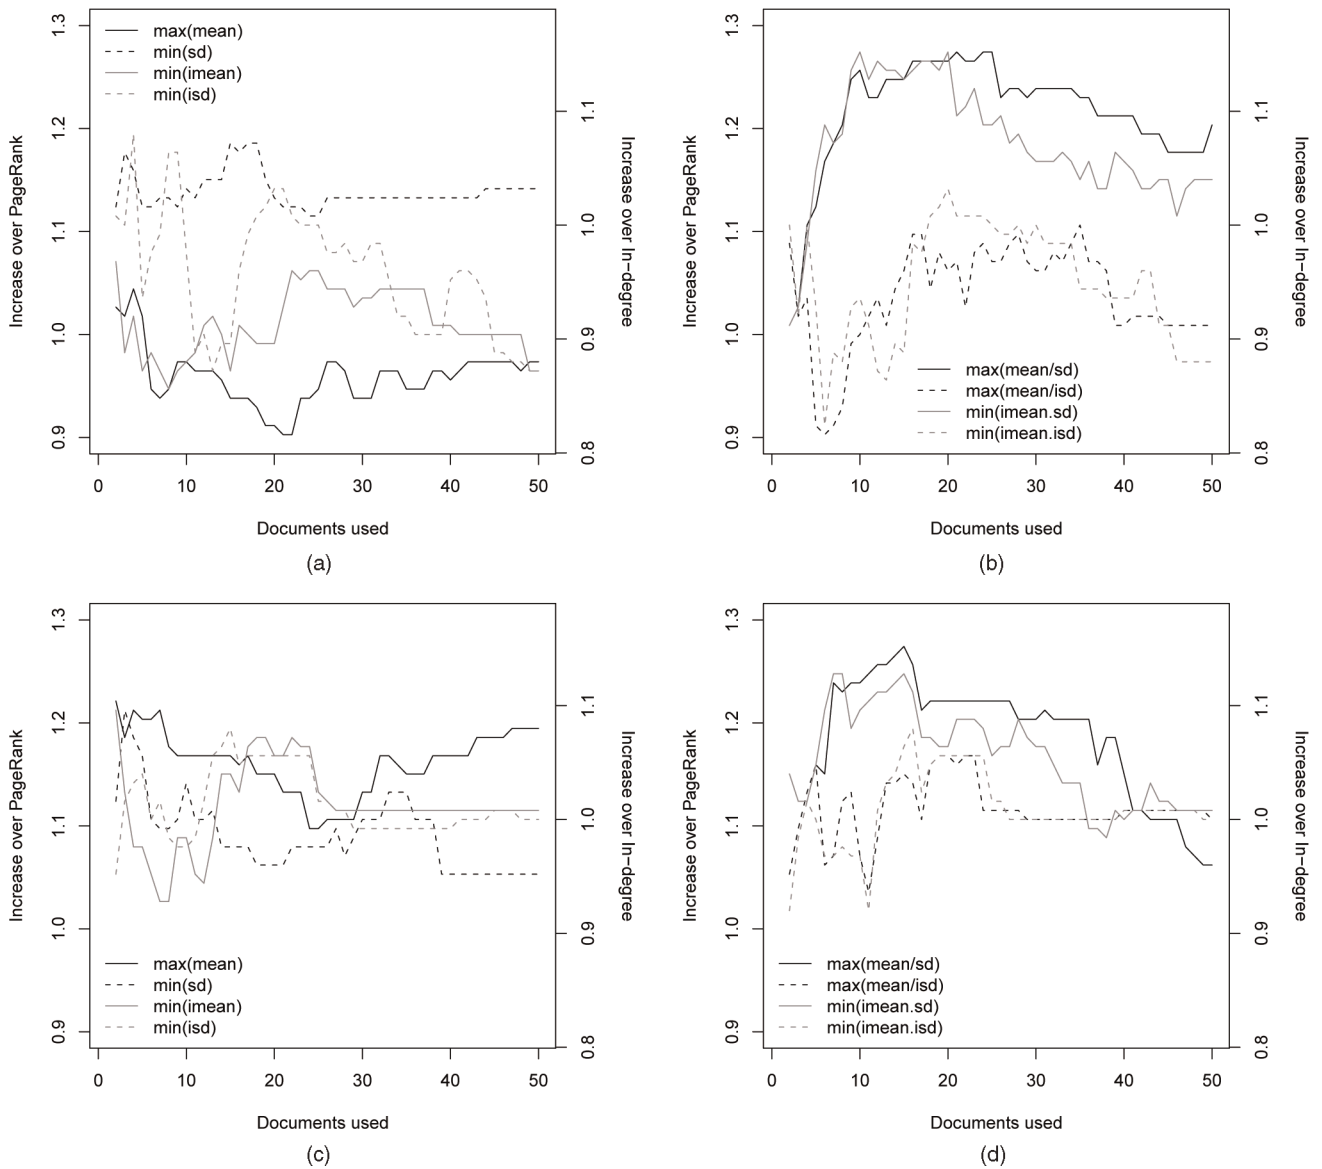 max(mean)
min(sd)
min(imean)
min(isd)
Increase over PageRank
0.9 1.0 1.1 1.2 1.3
Increase over In−degree
0.8 0.9 1.0 1.1
0 10 20 30 40 50
Documents used
(a)
max(mean/sd)
max(mean/isd)
min(imean.sd)
min(imean.isd)
Increase over PageRank
0.9 1.0 1.1 1.2 1.3
Increase over In−degree
0.8 0.9 1.0 1.1
0 10 20 30 40 50
Documents used
(b)
max(mean)
min(sd)
min(imean)
min(isd)
Increase over PageRank
0.9 1.0 1.1 1.2 1.3
Increase over In−degree
0.8 0.9 1.0 1.1
0 10 20 30 40 50
Documents used
(c)
max(mean/sd)
max(mean/isd)
min(imean.sd)
min(imean.isd)
Increase over PageRank
0.9 1.0 1.1 1.2 1.3
Increase over In−degree
0.8 0.9 1.0 1.1
0 10 20 30 40 50
Documents used
(d)